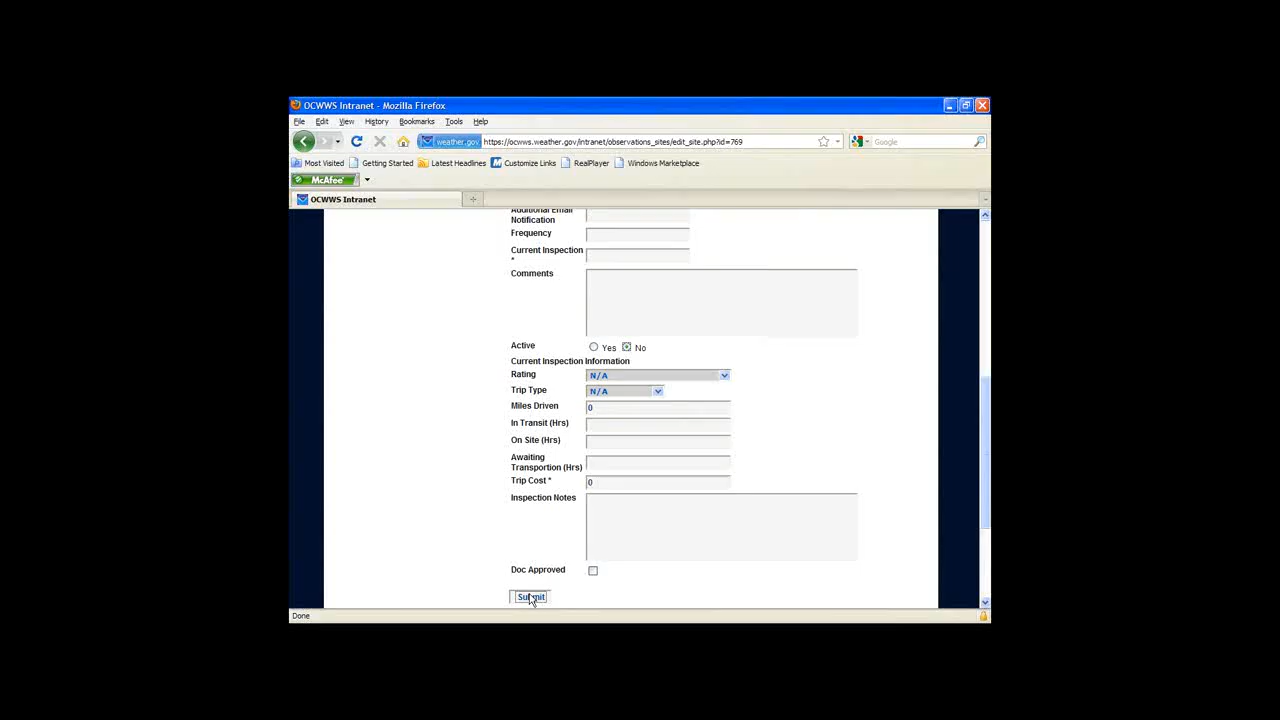 OCWWS Intranet - Mozilla Firefox
File Edit View History Bookmarks Tools Help
weather.gov https://ocwws.weather.gov/intranet/observations_sites/edit_site.php?id=769 Google
Most Visited Getting Started Latest Headlines Customize Links RealPlayer Windows Marketplace
McAfee
OCWWS Intranet
Additional Email
Notification
Frequency
Current Inspection
*
Comments
Active Yes No
Current Inspection Information
Rating N/A
Trip Type N/A
Miles Driven 0
In Transit (Hrs)
On Site (Hrs)
Awaiting
Transportion (Hrs)
Trip Cost * 0
Inspection Notes
Doc Approved
Submit
Done